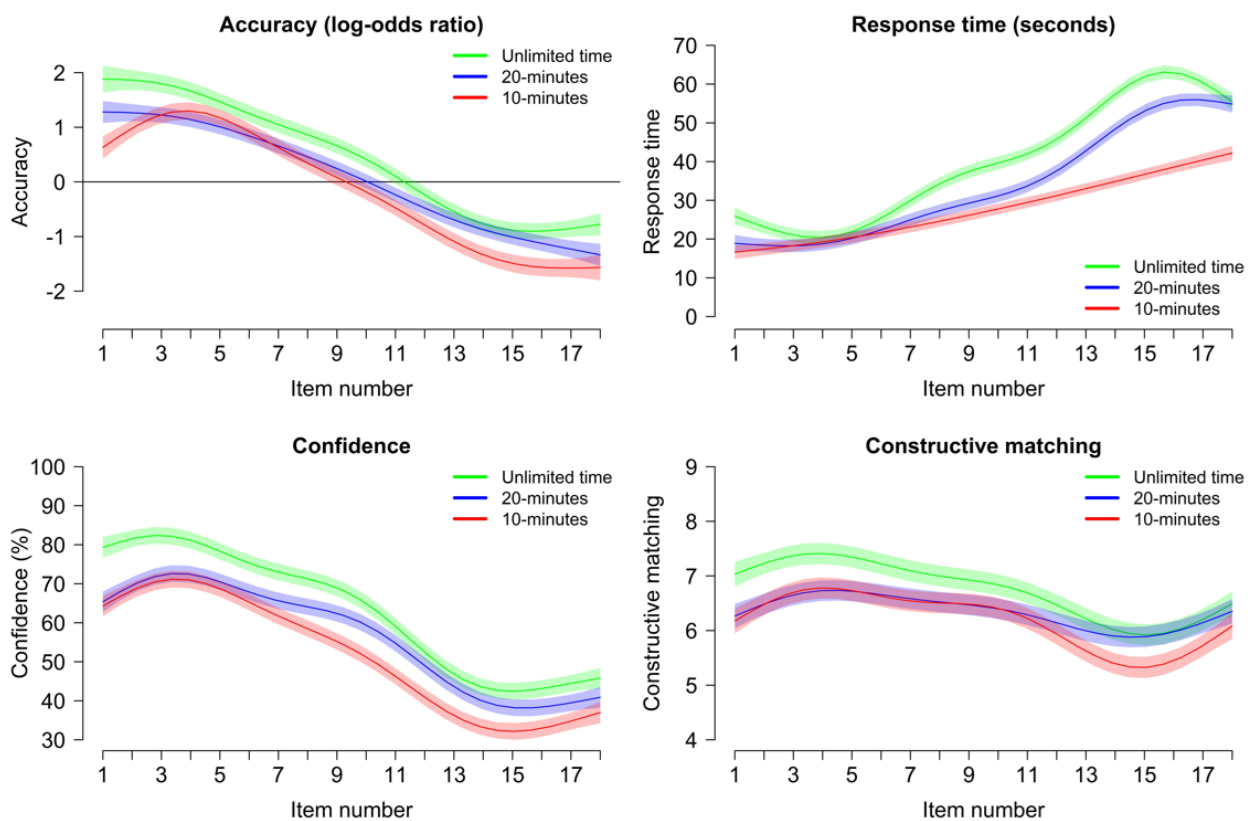 Accuracy (log-odds ratio)
Unlimited time
20-minutes
10-minutes
2
1
0
-1
-2
Accuracy
1 3 5 7 9 11 13 15 17
Item number
Response time (seconds)
70
60
50
40
30
20
10
0
Response time
Unlimited time
20-minutes
10-minutes
1 3 5 7 9 11 13 15 17
Item number
Confidence
Unlimited time
20-minutes
10-minutes
100
90
80
70
60
50
40
30
Confidence (%)
1 3 5 7 9 11 13 15 17
Item number
Constructive matching
Unlimited time
20-minutes
10-minutes
9
8
7
6
5
4
Constructive matching
1 3 5 7 9 11 13 15 17
Item number